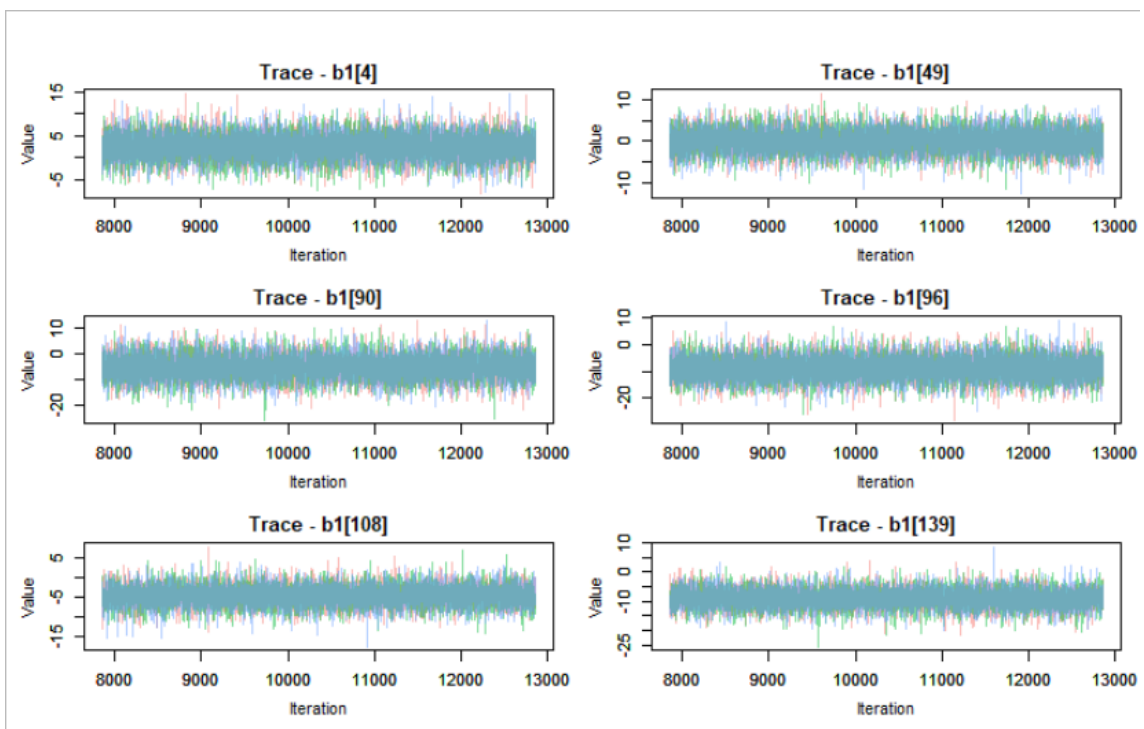 Trace - b1[4]
Value
15
5
-5
8000 9000 10000 11000 12000 13000
Iteration
Trace - b1[49]
Value
10
0
-10
8000 9000 10000 11000 12000 13000
Iteration
Trace - b1[90]
Value
10
0
-20
8000 9000 10000 11000 12000 13000
Iteration
Trace - b1[96]
Value
10
0
-20
8000 9000 10000 11000 12000 13000
Iteration
Trace - b1[108]
Value
5
-5
-15
8000 9000 10000 11000 12000 13000
Iteration
Trace - b1[139]
Value
10
0
-10
-25
8000 9000 10000 11000 12000 13000
Iteration